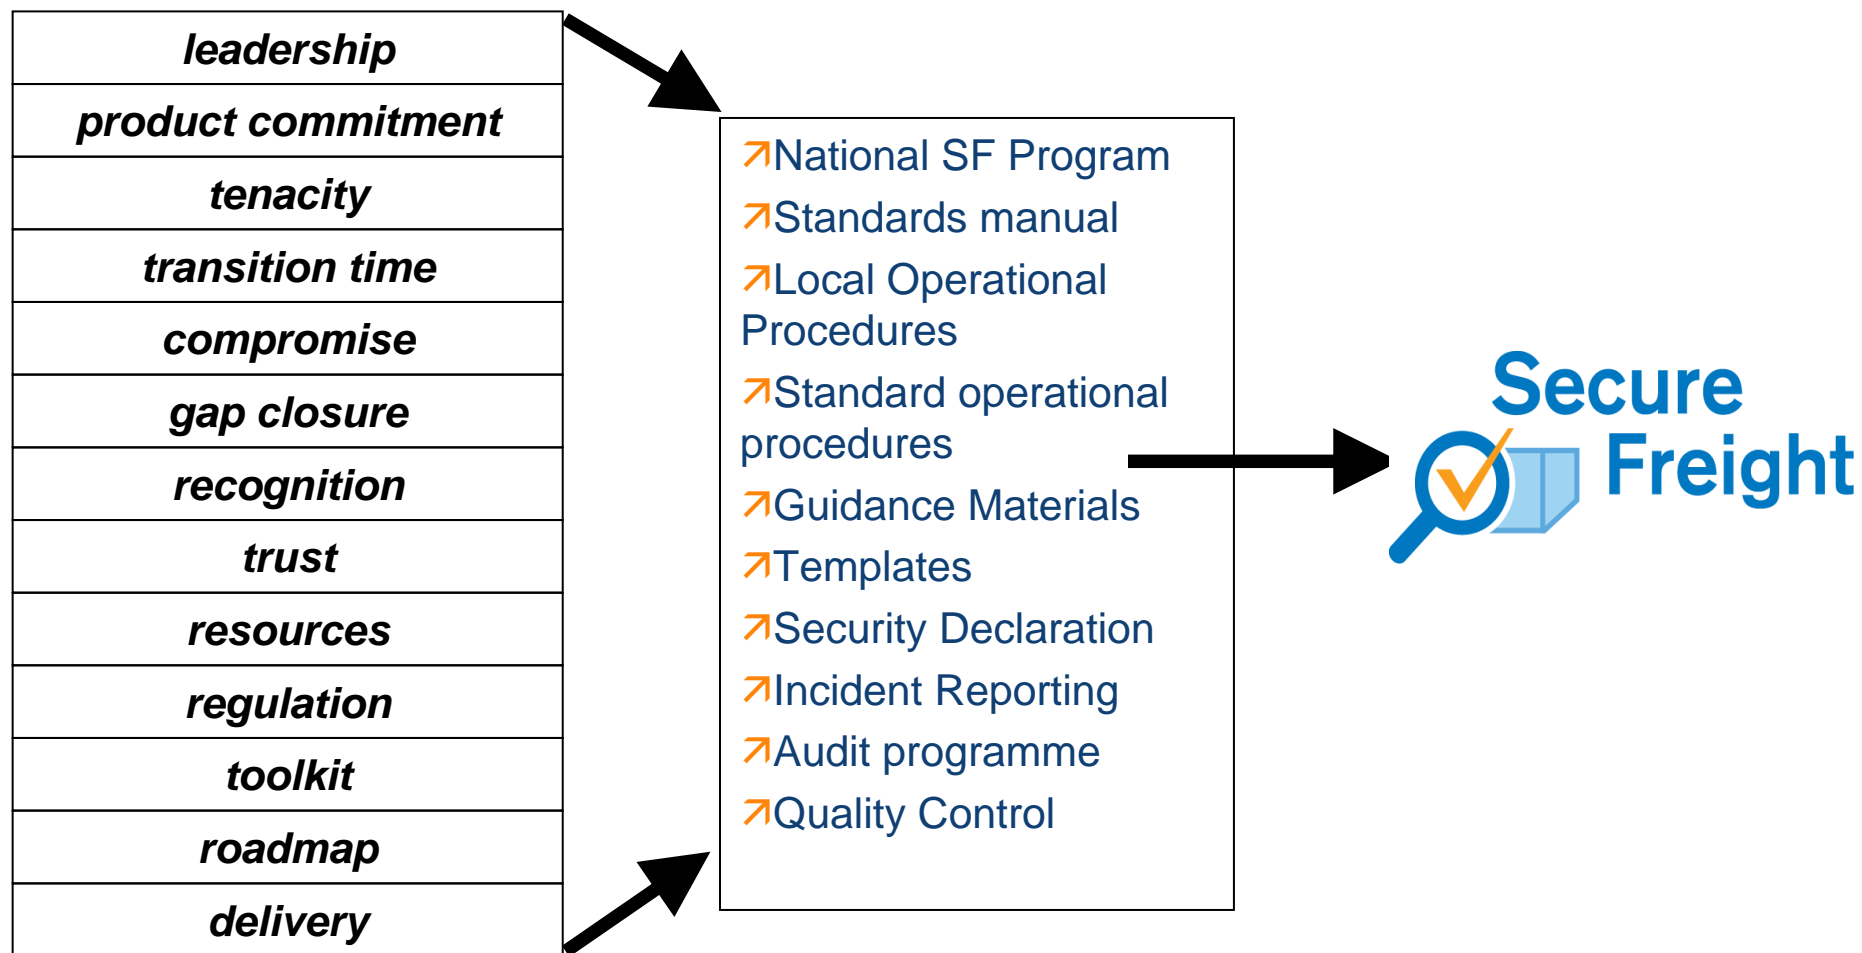 leadership
product commitment
tenacity
transition time
compromise
gap closure
recognition
trust
resources
regulation
toolkit
roadmap
delivery
National SF Program
Standards manual
Local Operational
Procedures
Standard operational
procedures
Guidance Materials
Templates
Security Declaration
Incident Reporting
Audit programme
Quality Control
Secure
Freight